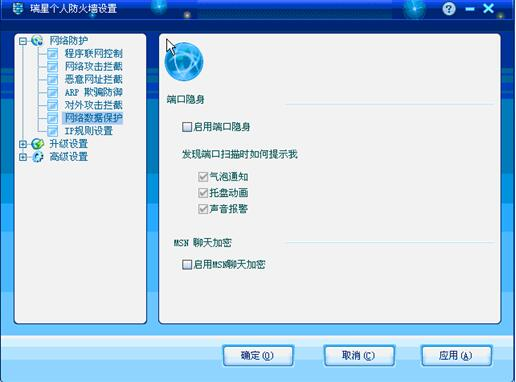 瑞星个人防火墙设置
网络防护
程序联网控制
网络攻击拦截
恶意网址拦截
ARP 欺骗防御
对外攻击拦截
网络数据保护
IP规则设置
升级设置
高级设置
端口隐身
启用端口隐身
发现端口扫描时如何提示我
气泡通知
托盘动画
声音报警
MSN 聊天加密
启用MSN聊天加密
确定(O)
取消(C)
应用(A)